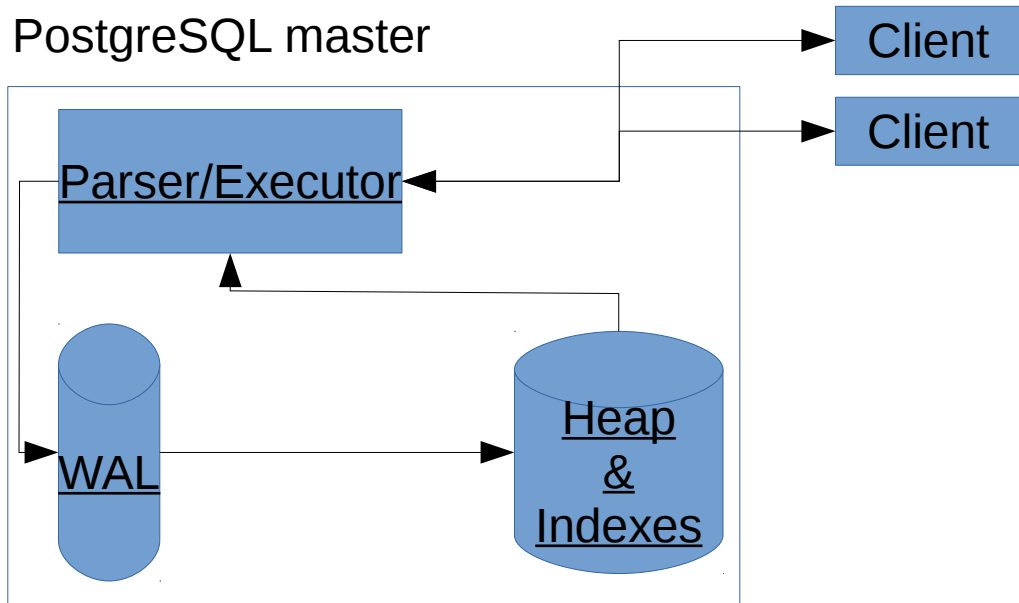 PostgreSQL master
Client
Client
Parser/Executor
WAL
Heap
&
Indexes